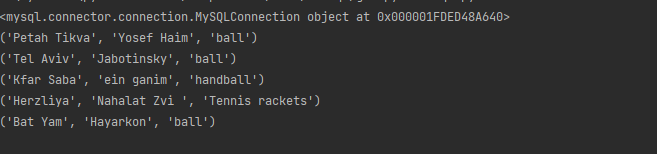 <mysql.connector.connection.MySQLConnection object at 0x000001FDED48A640>
('Petah Tikva', 'Yosef Haim', 'ball')
('Tel Aviv', 'Jabotinsky', 'ball')
('Kfar Saba', 'ein ganim', 'handball')
('Herzliya', 'Nahalat Zvi ', 'Tennis rackets')
('Bat Yam', 'Hayarkon', 'ball')